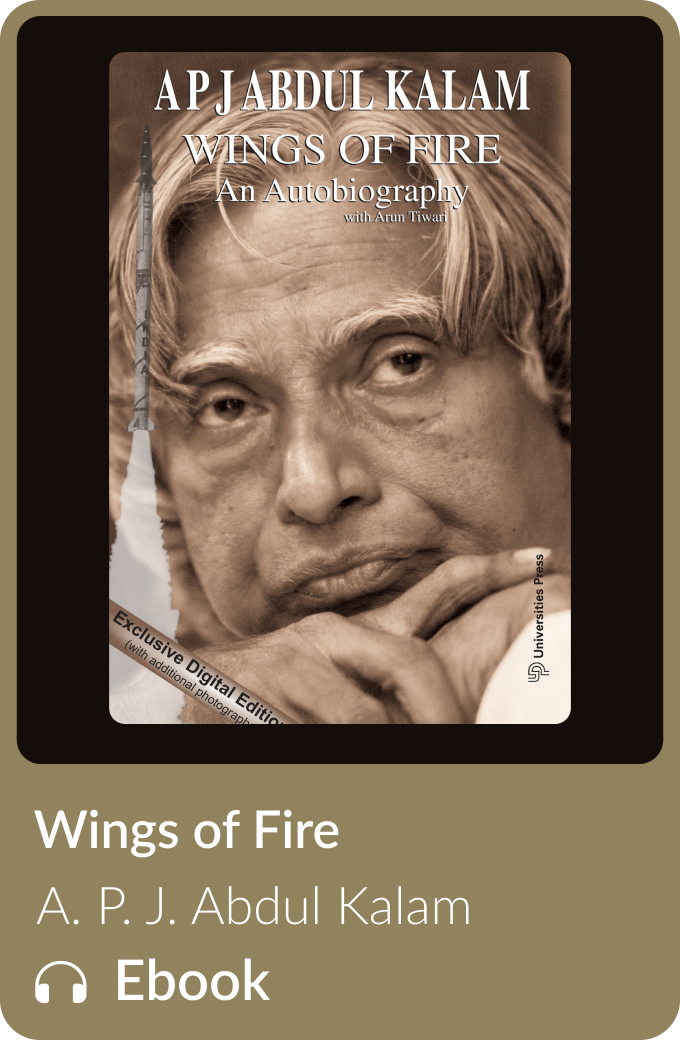 A P J ABDUL KALAM
WINGS OF FIRE
An Autobiography
with Arun Tiwari
Universities Press
Exclusive Digital Editio
(with additional photograph
Wings of Fire
A. P. J. Abdul Kalam
Ebook